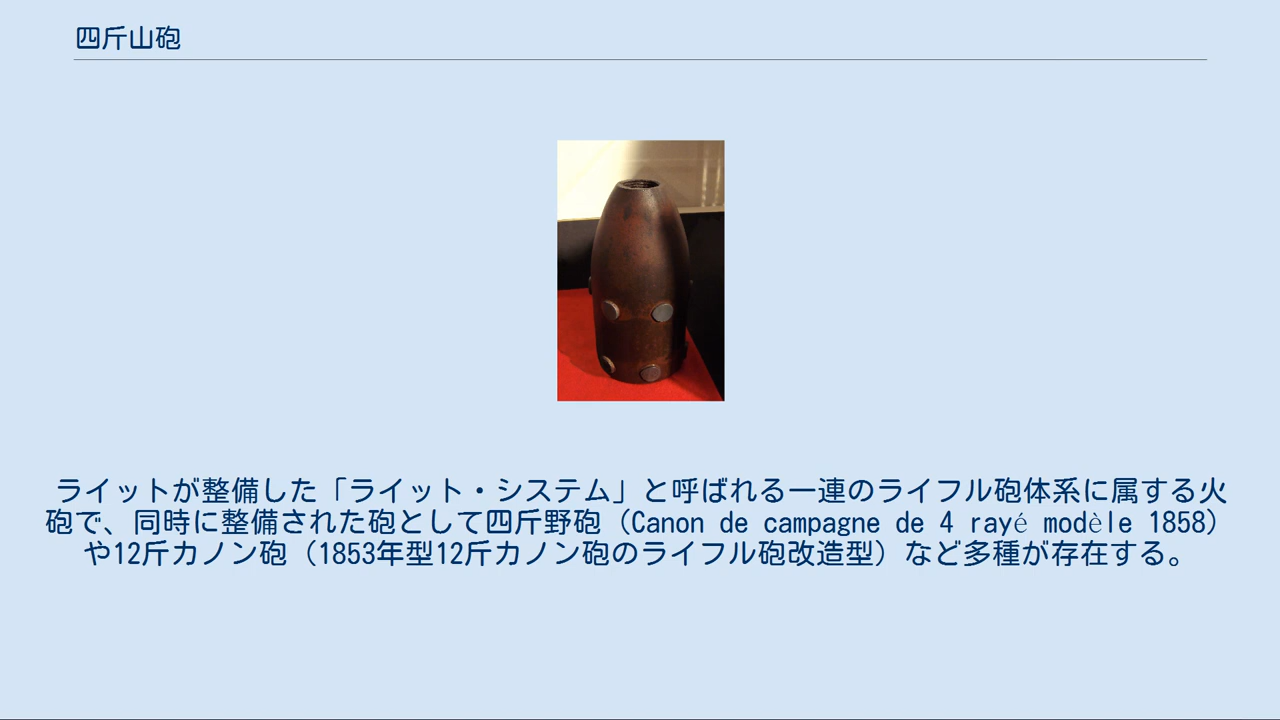 四斤山砲
ライットが整備した「ライット・システム」と呼ばれる一連のライフル砲体系に属する火
砲で、同時に整備された砲として四斤野砲（Canon de campagne de 4 rayé modèle 1858）
や12斤カノン砲（1853年型12斤カノン砲のライフル砲改造型）など多種が存在する。